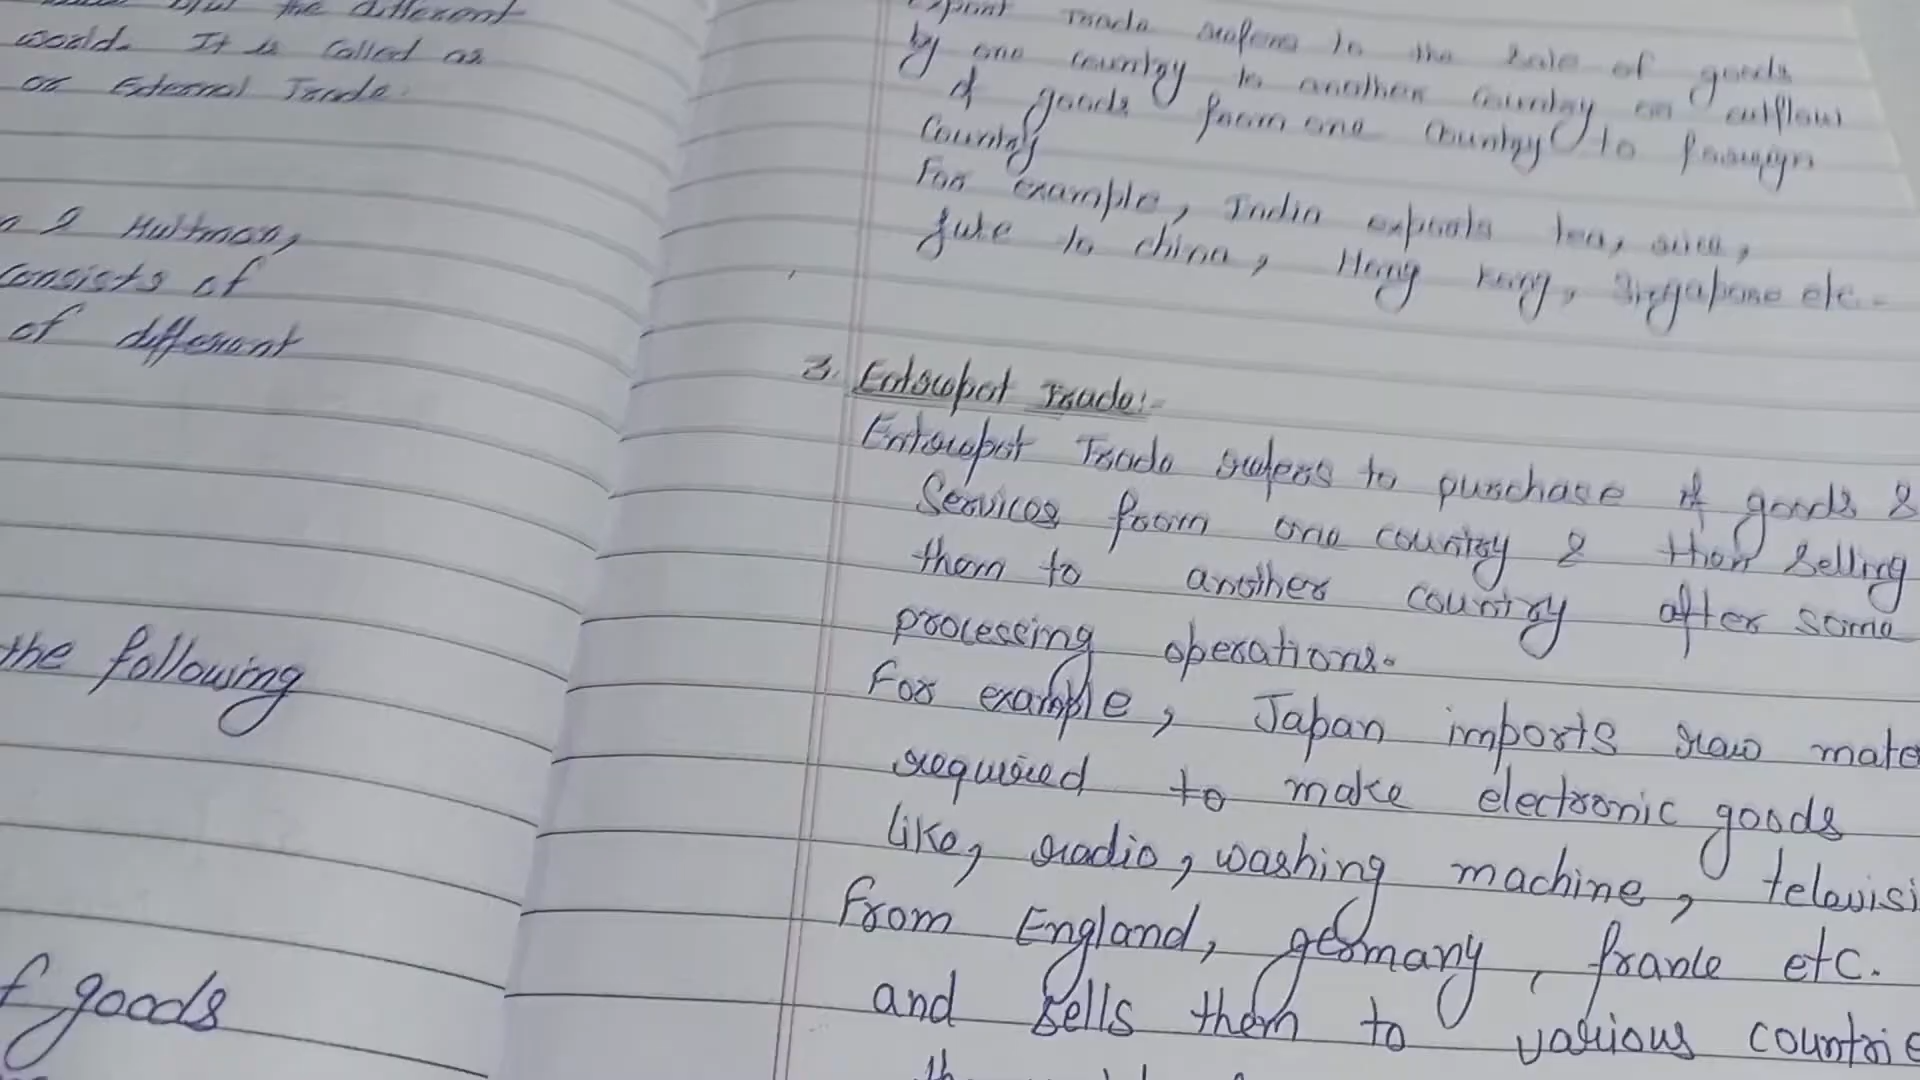 the different
world. It is called as
or External Trade.
& Hultman,
consists of
of different
the following
f goods
Export Trade refers to the sale of goods
by one country to another country or outflow
of goods from one country to foreign
Country
For example, India exports tea, rice,
jute to china, Hong Kong, Singapore etc.
3. Entrepot Trade:-
Entrepot Trade refers to purchase of goods &
Services from one country & then selling
them to another country after some
processing operations.
For example, Japan imports raw mate
required to make electronic goods
like, radio, washing machine, televisi
from England, germany, france etc.
and sells them to various countrie